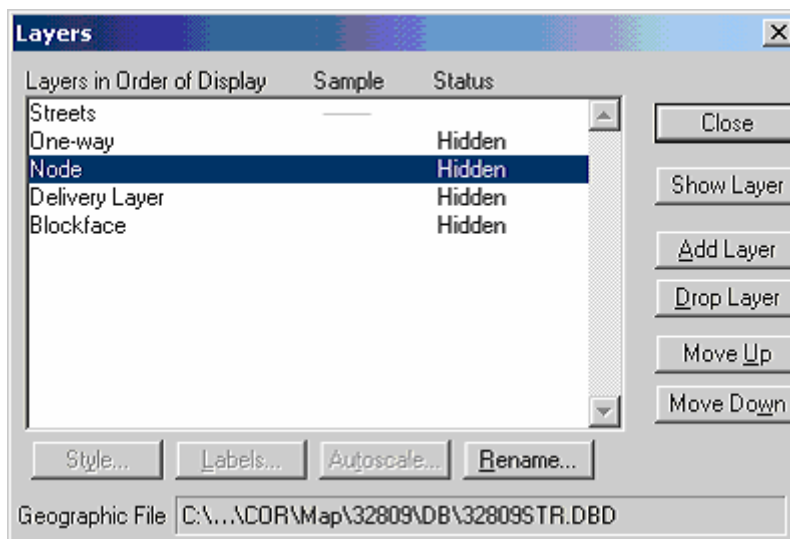 Layers
Layers in Order of Display Sample Status
Streets
One-way Hidden
Node Hidden
Delivery Layer Hidden
Blockface Hidden
Close
Show Layer
Add Layer
Drop Layer
Move Up
Move Down
Style... Labels... Autoscale... Rename...
Geographic File C:\...\COR\Map\32809\DB\32809STR.DBD